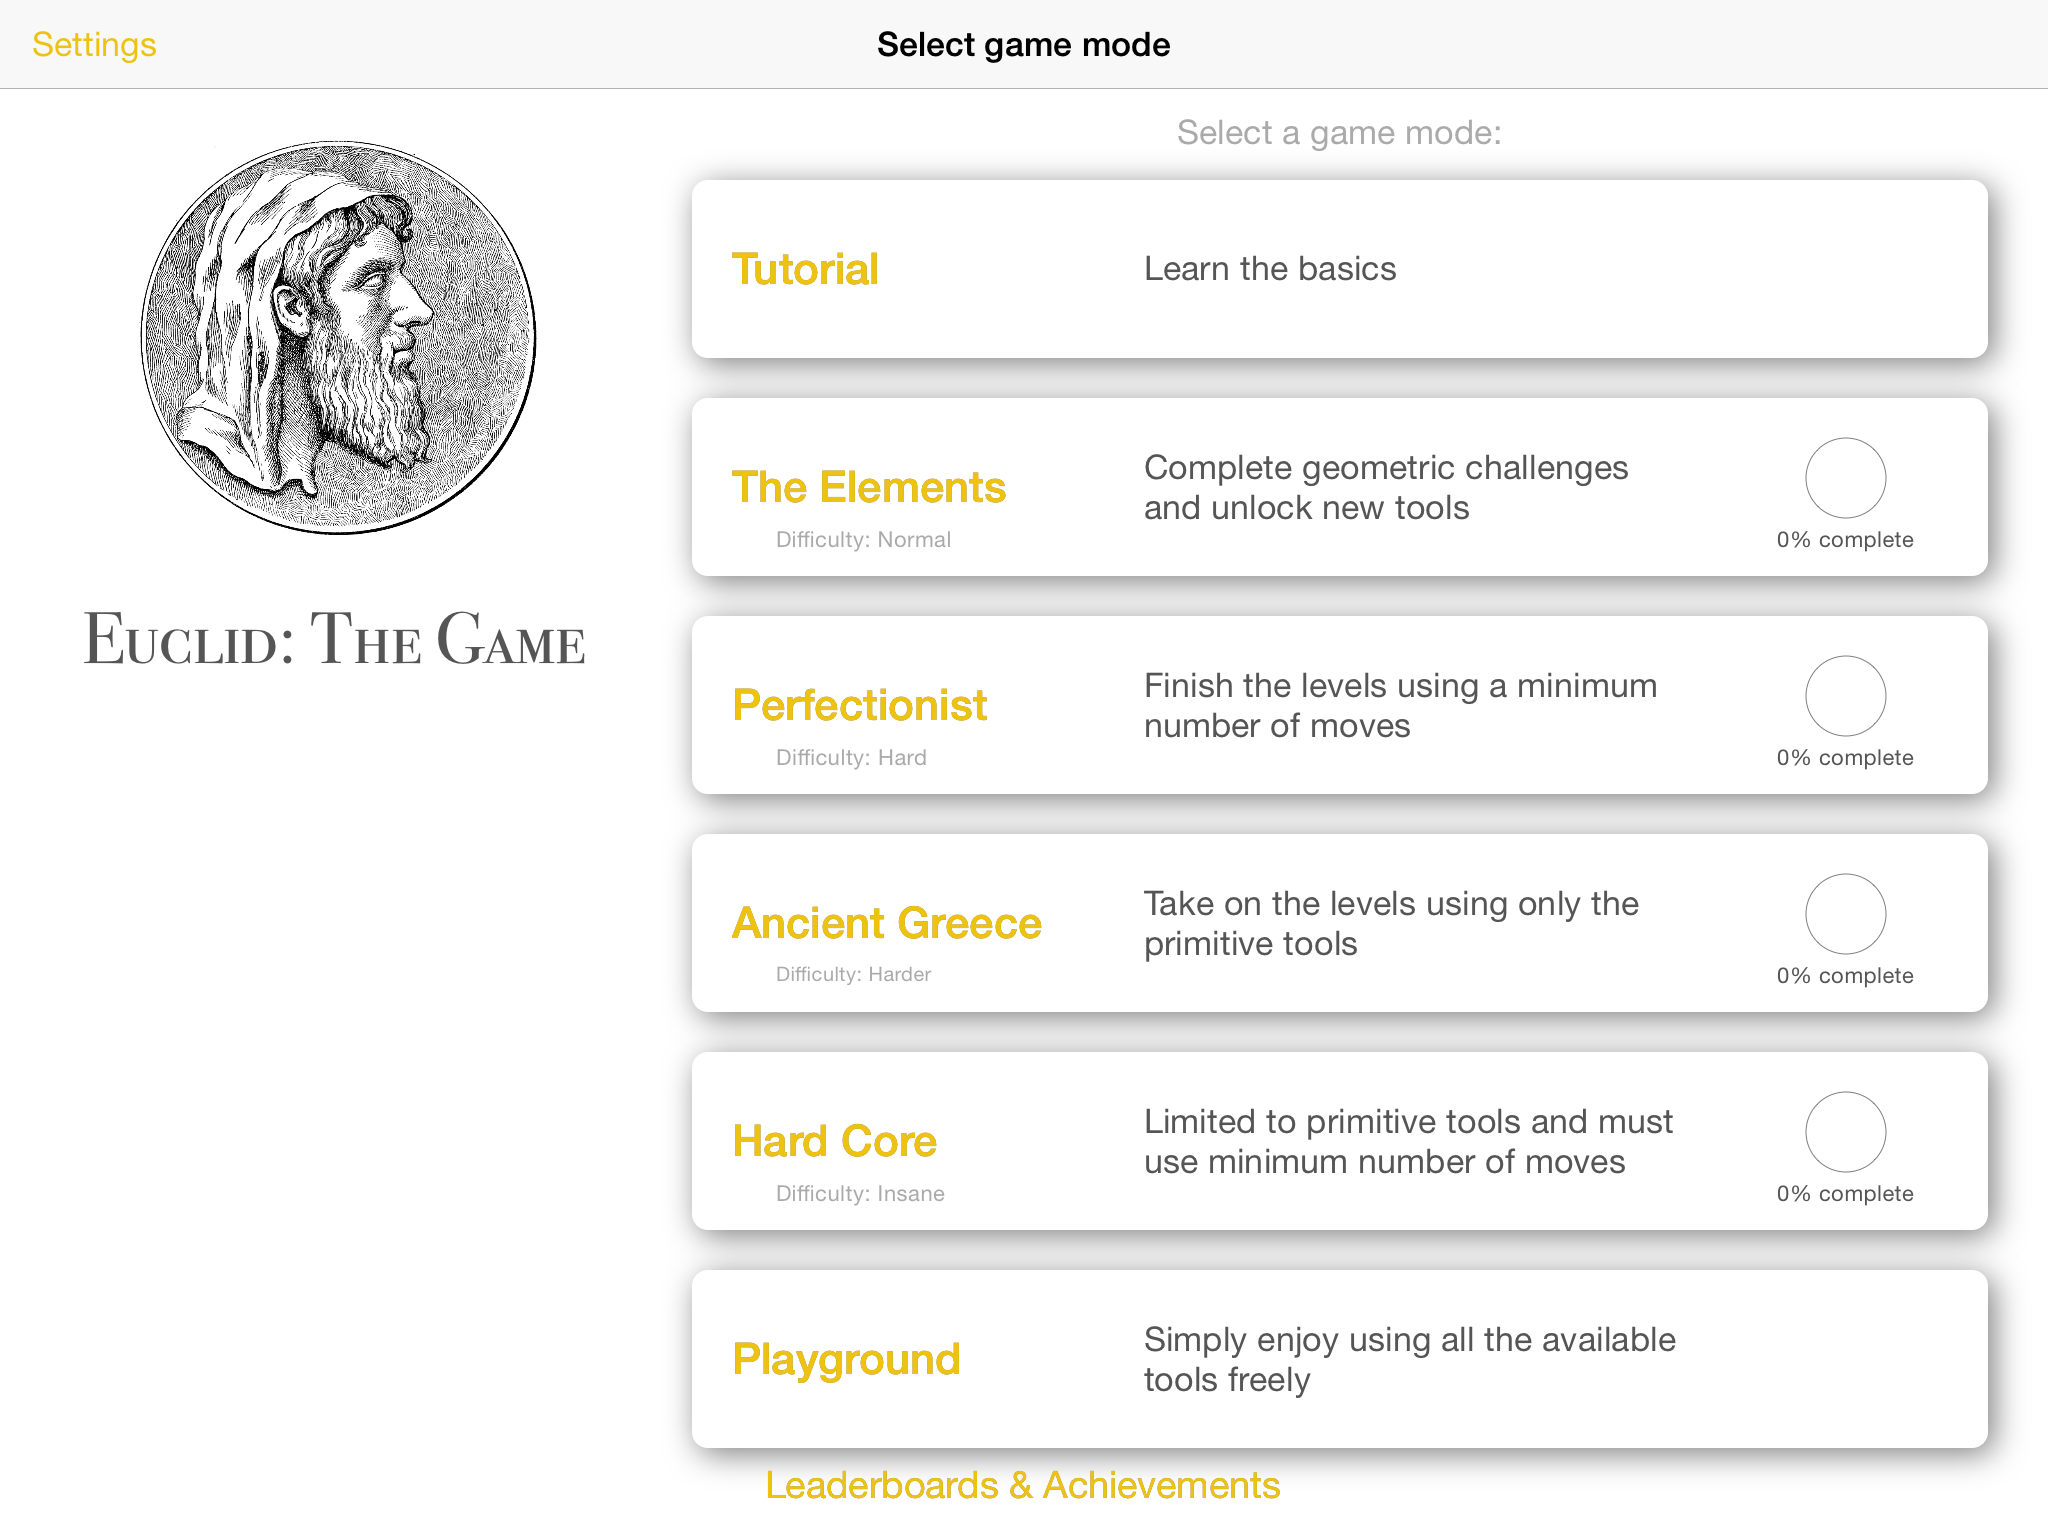 Settings
Select game mode
Euclid: The Game
Select a game mode:
Tutorial
Learn the basics
The Elements
Difficulty: Normal
Complete geometric challenges
and unlock new tools
0% complete
Perfectionist
Difficulty: Hard
Finish the levels using a minimum
number of moves
0% complete
Ancient Greece
Difficulty: Harder
Take on the levels using only the
primitive tools
0% complete
Hard Core
Difficulty: Insane
Limited to primitive tools and must
use minimum number of moves
0% complete
Playground
Simply enjoy using all the available
tools freely
Leaderboards & Achievements